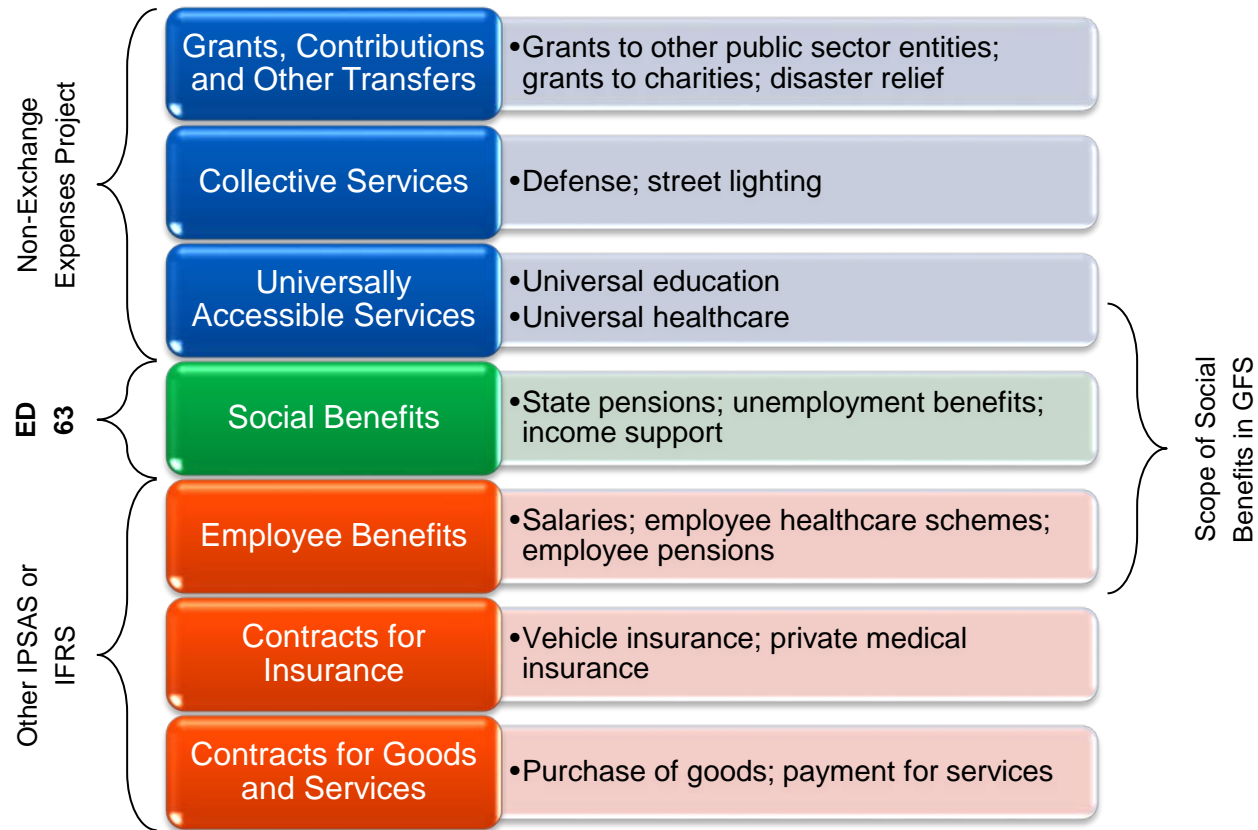 Non-Exchange
Expenses Project
Grants, Contributions
and Other Transfers
•Grants to other public sector entities;
grants to charities; disaster relief
Collective Services
•Defense; street lighting
Universally
Accessible Services
•Universal education
•Universal healthcare
ED
63
Social Benefits
•State pensions; unemployment benefits;
income support
Scope of Social
Benefits in GFS
Other IPSAS or
IFRS
Employee Benefits
•Salaries; employee healthcare schemes;
employee pensions
Contracts for
Insurance
•Vehicle insurance; private medical
insurance
Contracts for Goods
and Services
•Purchase of goods; payment for services